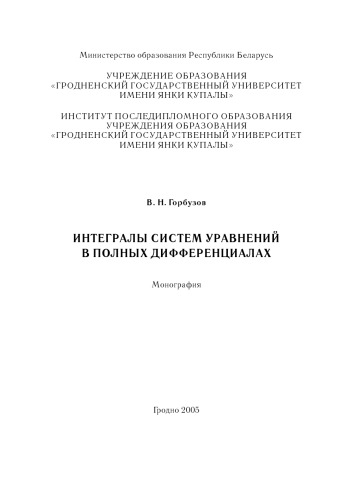 Министерство образования Республики Беларусь
УЧРЕЖДЕНИЕ ОБРАЗОВАНИЯ
«ГРОДНЕНСКИЙ ГОСУДАРСТВЕННЫЙ УНИВЕРСИТЕТ
ИМЕНИ ЯНКИ КУПАЛЫ»
ИНСТИТУТ ПОСЛЕДИПЛОМНОГО ОБРАЗОВАНИЯ
УЧРЕЖДЕНИЯ ОБРАЗОВАНИЯ
«ГРОДНЕНСКИЙ ГОСУДАРСТВЕННЫЙ УНИВЕРСИТЕТ
ИМЕНИ ЯНКИ КУПАЛЫ»
В. Н. Горбузов
ИНТЕГРАЛЫ СИСТЕМ УРАВНЕНИЙ
В ПОЛНЫХ ДИФФЕРЕНЦИАЛАХ
Монография
Гродно 2005